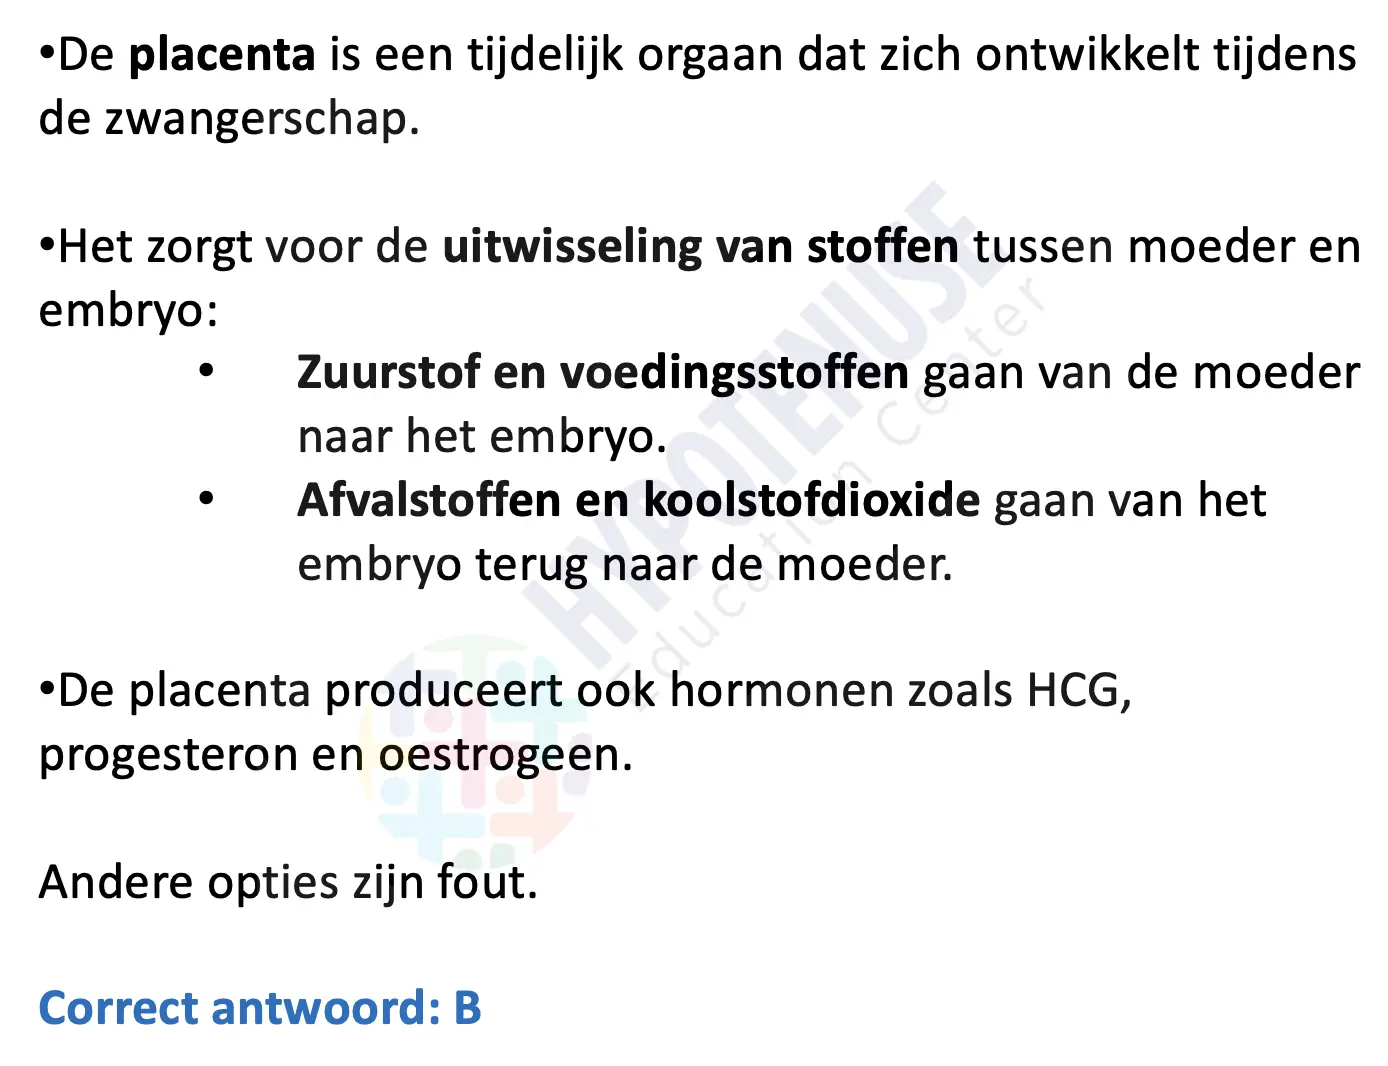 •De placenta is een tijdelijk orgaan dat zich ontwikkelt tijdens
de zwangerschap.
•Het zorgt voor de uitwisseling van stoffen tussen moeder en
embryo:
• Zuurstof en voedingsstoffen gaan van de moeder
naar het embryo.
• Afvalstoffen en koolstofdioxide gaan van het
embryo terug naar de moeder.
•De placenta produceert ook hormonen zoals HCG,
progesteron en oestrogeen.
Andere opties zijn fout.
Correct antwoord: B
HYPOTENUSE
Education Center